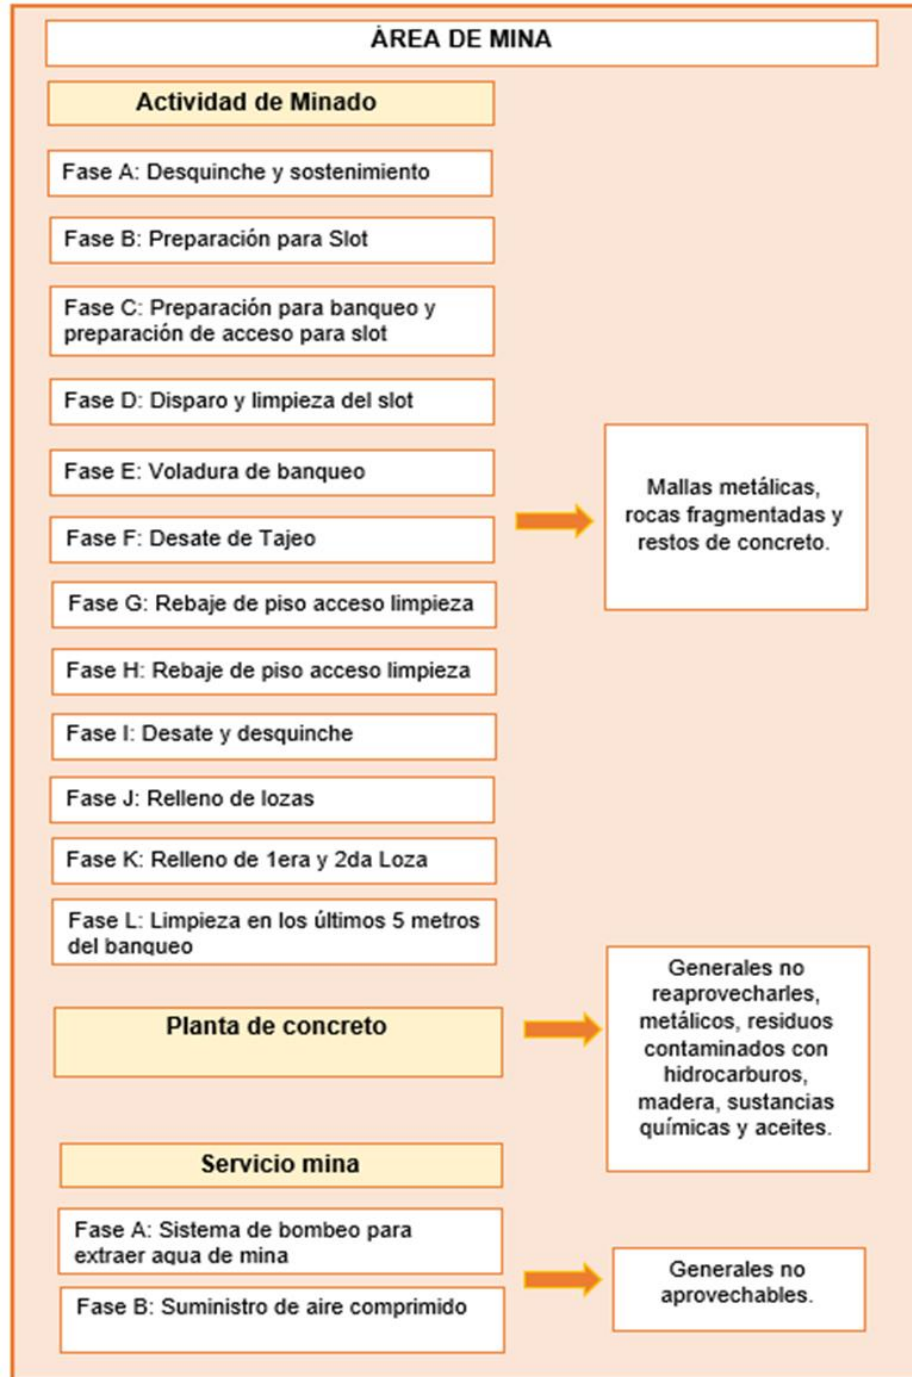 ÁREA DE MINA
Actividad de Minado
Fase A: Desquinche y sostenimiento
Fase B: Preparación para Slot
Fase C: Preparación para banqueo y
preparación de acceso para slot
Fase D: Disparo y limpieza del slot
Fase E: Voladura de banqueo
Fase F: Desate de Tajeo
Fase G: Rebaje de piso acceso limpieza
Fase H: Rebaje de piso acceso limpieza
Fase I: Desate y desquinche
Fase J: Relleno de lozas
Fase K: Relleno de 1era y 2da Loza
Fase L: Limpieza en los últimos 5 metros
del banqueo
Mallas metálicas,
rocas fragmentadas y
restos de concreto.
Planta de concreto
Generales no
reaprovecharles,
metálicos, residuos
contaminados con
hidrocarburos,
madera, sustancias
químicas y aceites.
Servicio mina
Fase A: Sistema de bombeo para
extraer agua de mina
Fase B: Suministro de aire comprimido
Generales no
aprovechables.